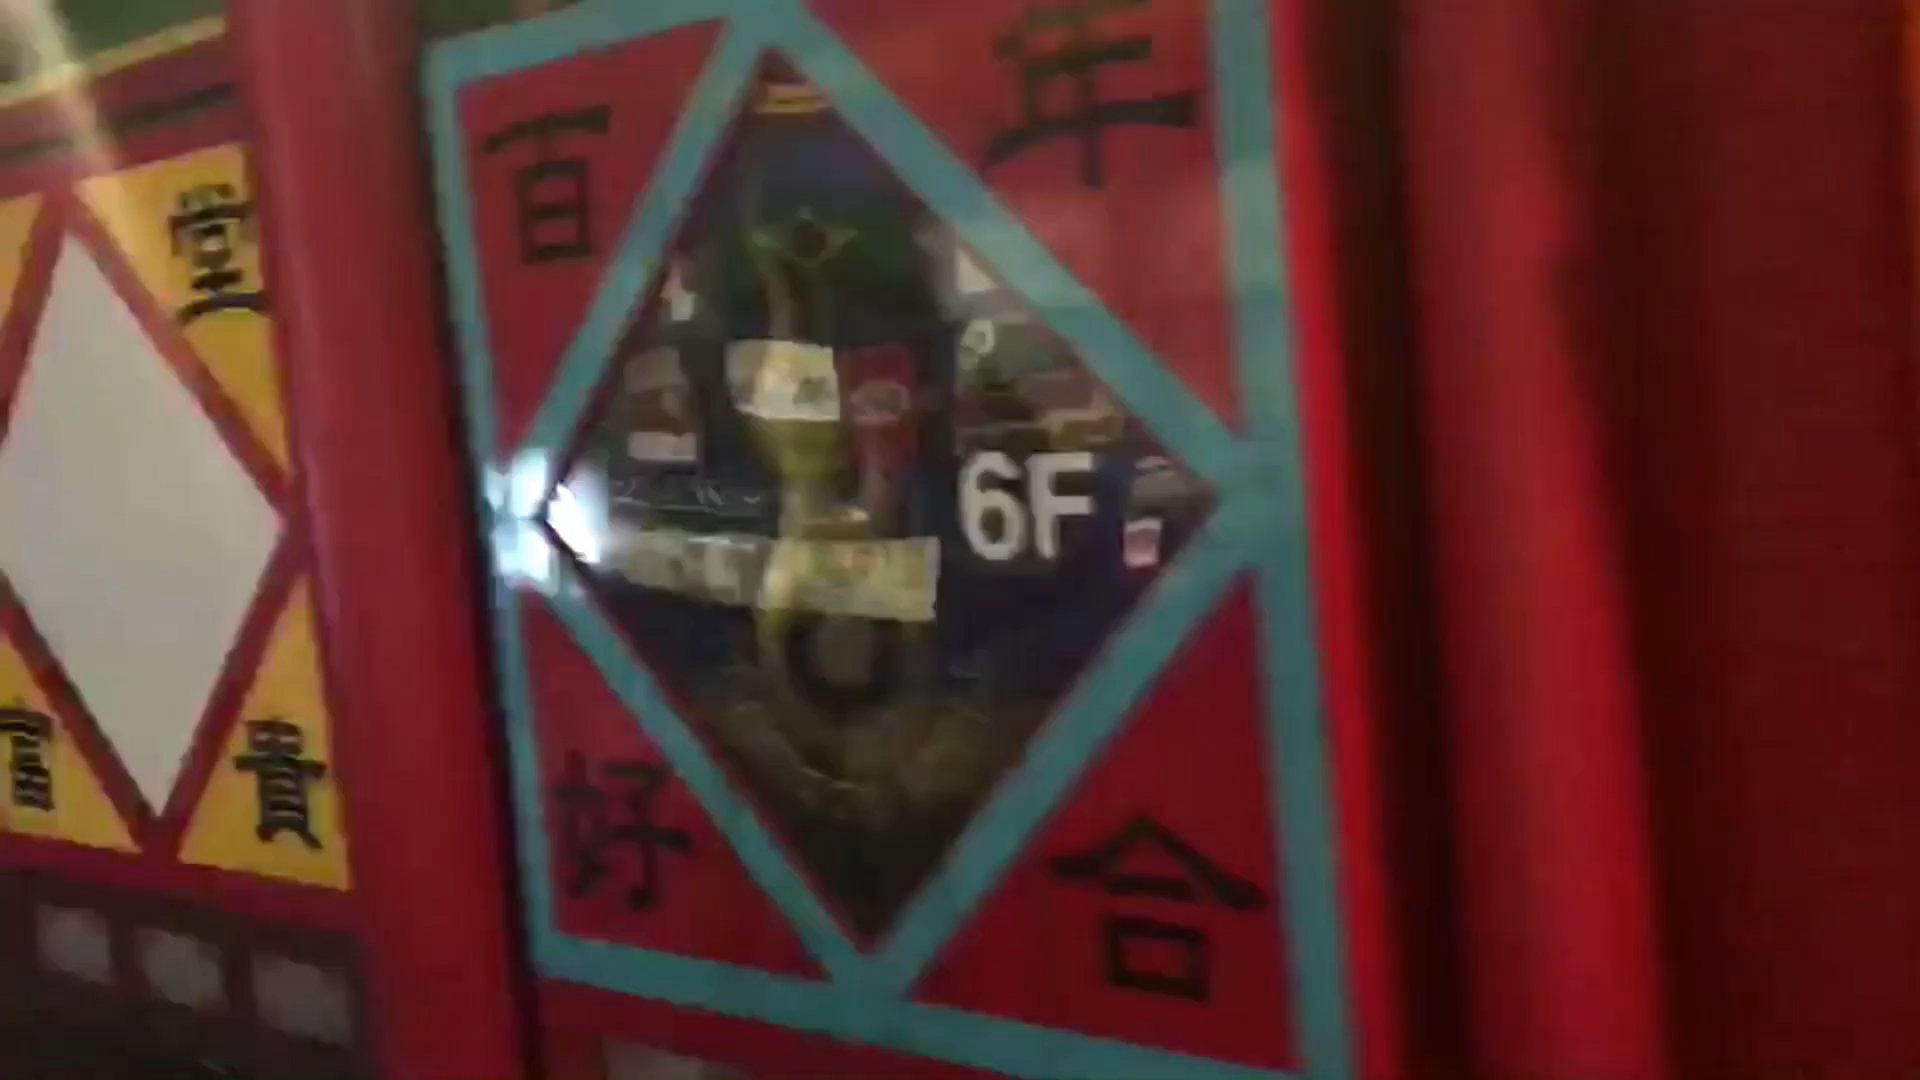 百 年
好 合
6F
堂
富 貴